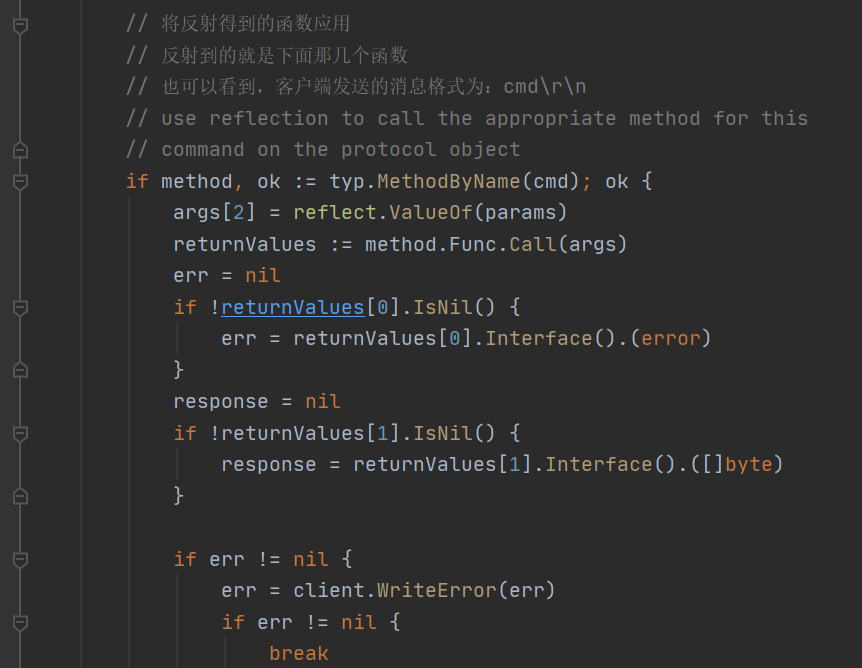 // 将反射得到的函数应用
// 反射到的就是下面那几个函数
// 也可以看到，客户端发送的消息格式为：cmd\r\n
// use reflection to call the appropriate method for this
// command on the protocol object
if method, ok := typ.MethodByName(cmd); ok {
args[2] = reflect.ValueOf(params)
returnValues := method.Func.Call(args)
err = nil
if !returnValues[0].IsNil() {
err = returnValues[0].Interface().(error)
}
response = nil
if !returnValues[1].IsNil() {
response = returnValues[1].Interface().([]byte)
}
if err != nil {
err = client.WriteError(err)
if err != nil {
break